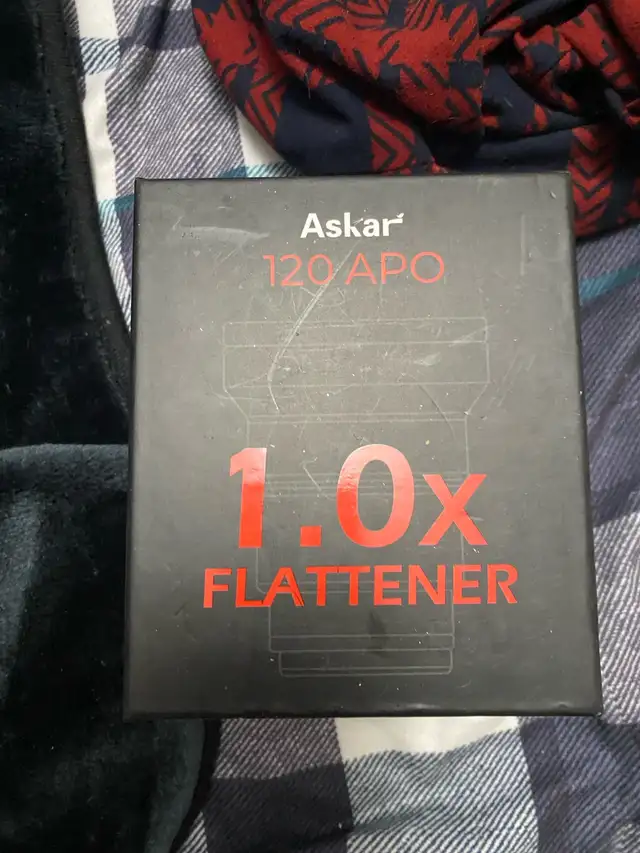 Askar
120 APO
1.0x
FLATTENER